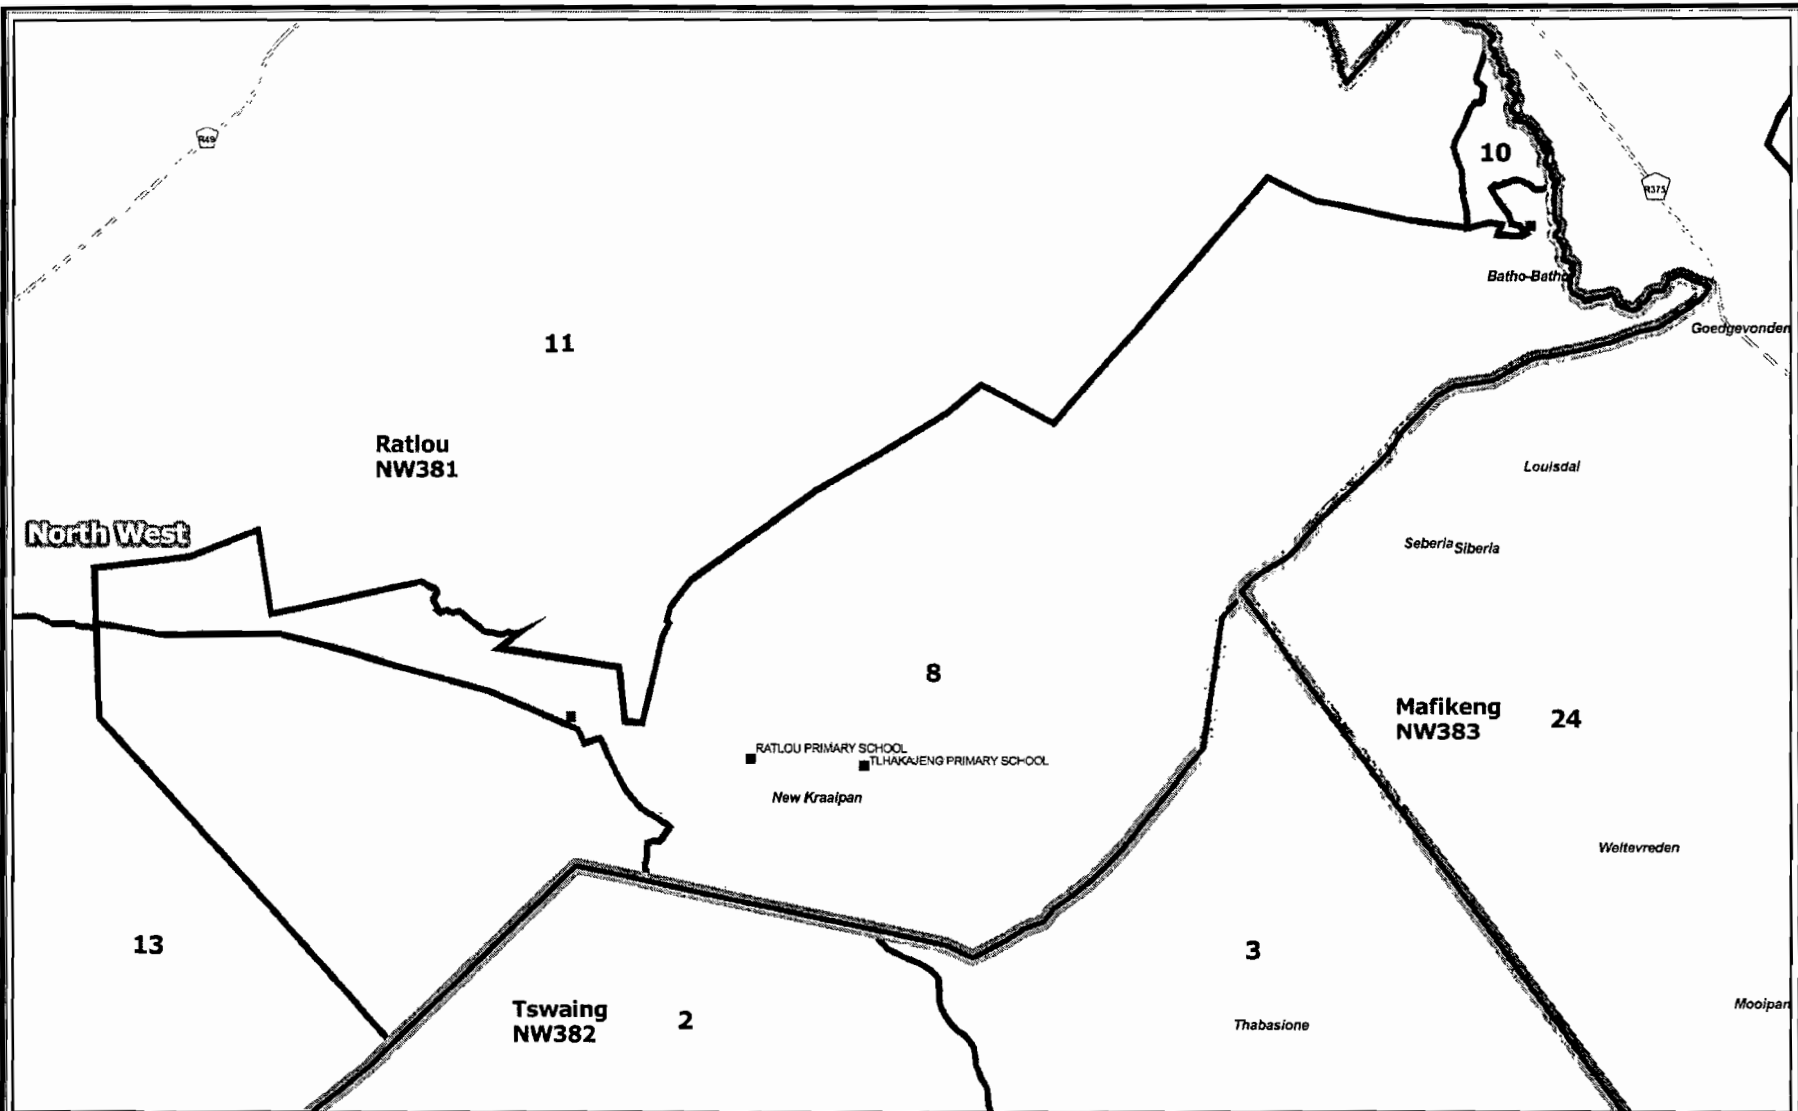 R49
10
R375
Batho-Batho
Goedgevonden
11
Ratlou
NW381
Louisdal
North West
Seberia Siberia
8
Mafikeng
NW383
24
RATLOU PRIMARY SCHOOL
TLHAKAJENG PRIMARY SCHOOL
New Kraaipan
Weltevreden
13
3
Tswaing
NW382
2
Mooipan
Thabasione